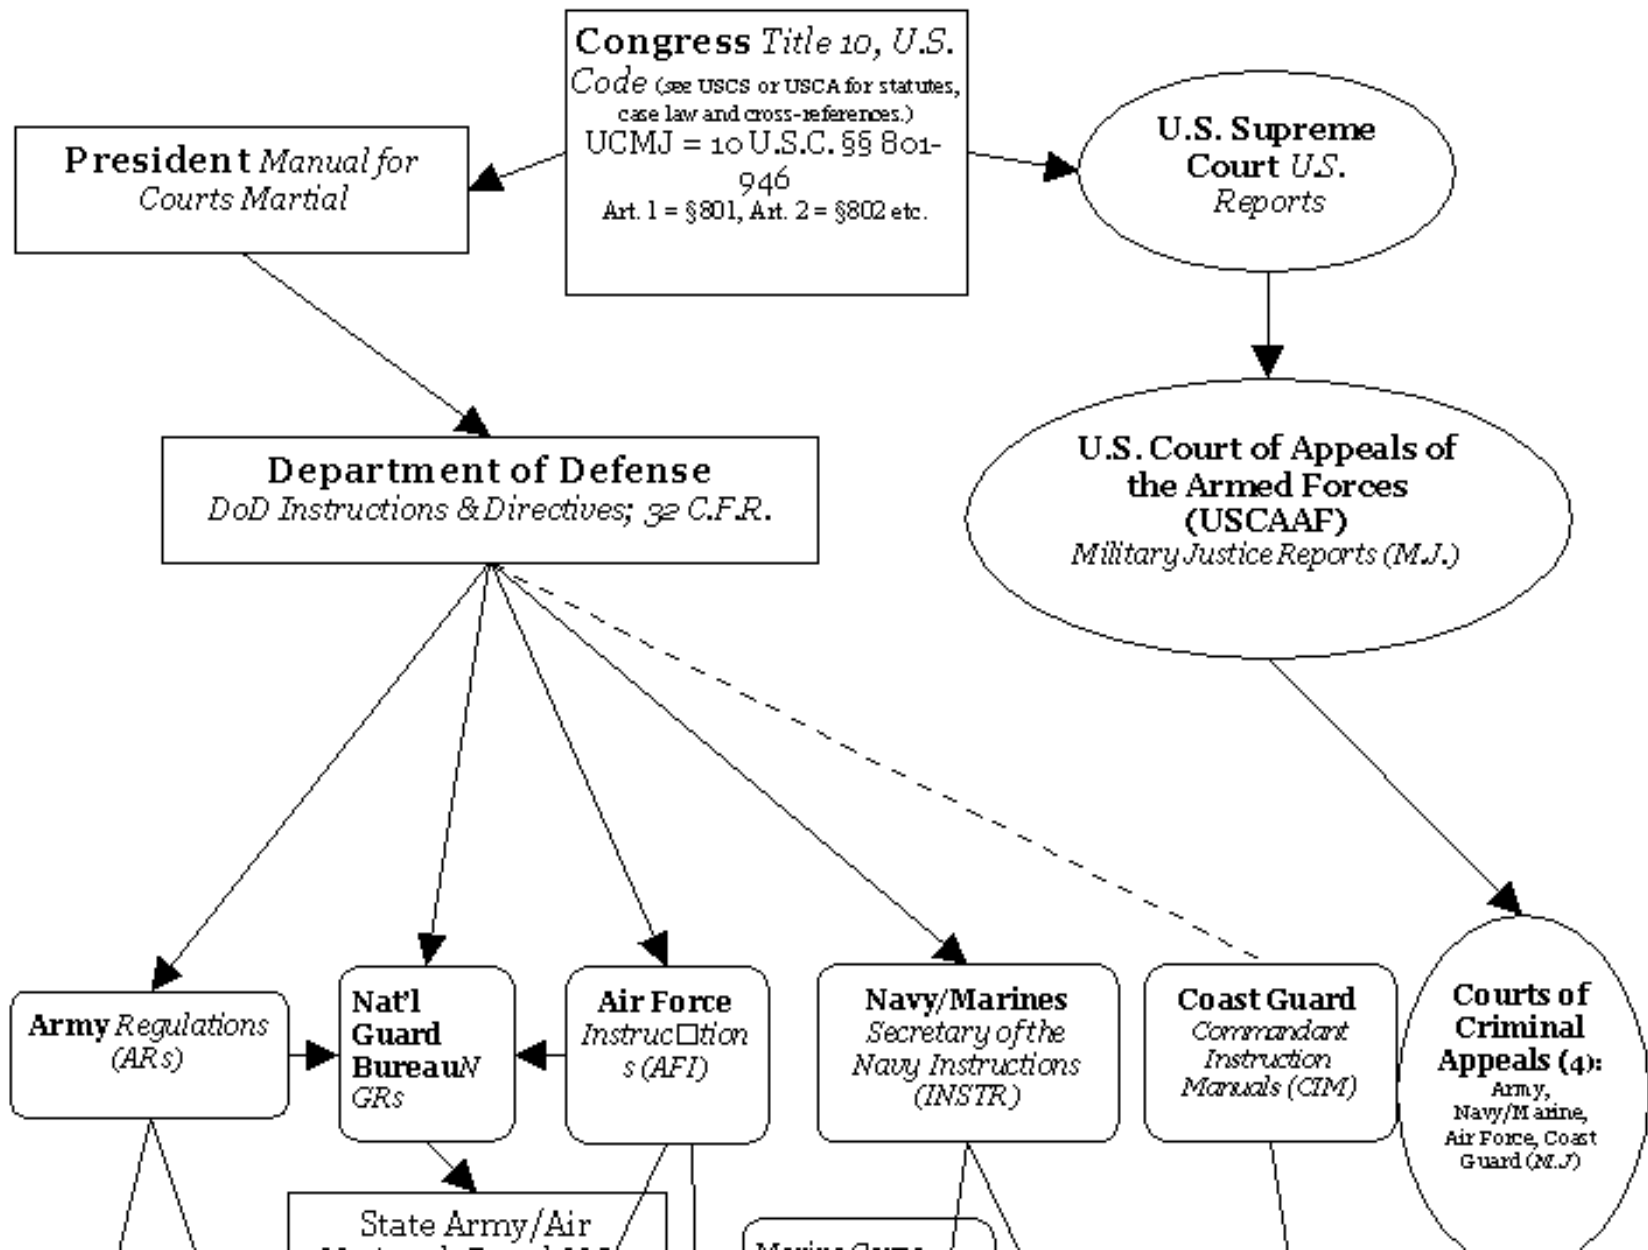 Congress Title 10, U.S.
Code (see USCS or USCA for statutes,
case law and cross-references.)
UCMJ = 10 U.S.C. §§ 801-
946
Art. 1 = §801, Art. 2 = §802 etc.
President Manual for
Courts Martial
U.S. Supreme
Court U.S.
Reports
Department of Defense
DoD Instructions & Directives; 32 C.F.R.
U.S. Court of Appeals of
the Armed Forces
(USCAAF)
Military Justice Reports (M.J.)
Army Regulations
(ARs)
Nat'l
Guard
BureauN
GRs
Air Force
Instruc□tion
s (AFI)
Navy/Marines
Secretary of the
Navy Instructions
(INSTR)
Coast Guard
Commandant
Instruction
Manuals (CIM)
Courts of
Criminal
Appeals (4):
Army,
Navy/Marine,
Air Force, Coast
Guard (M.J)
State Army/Air